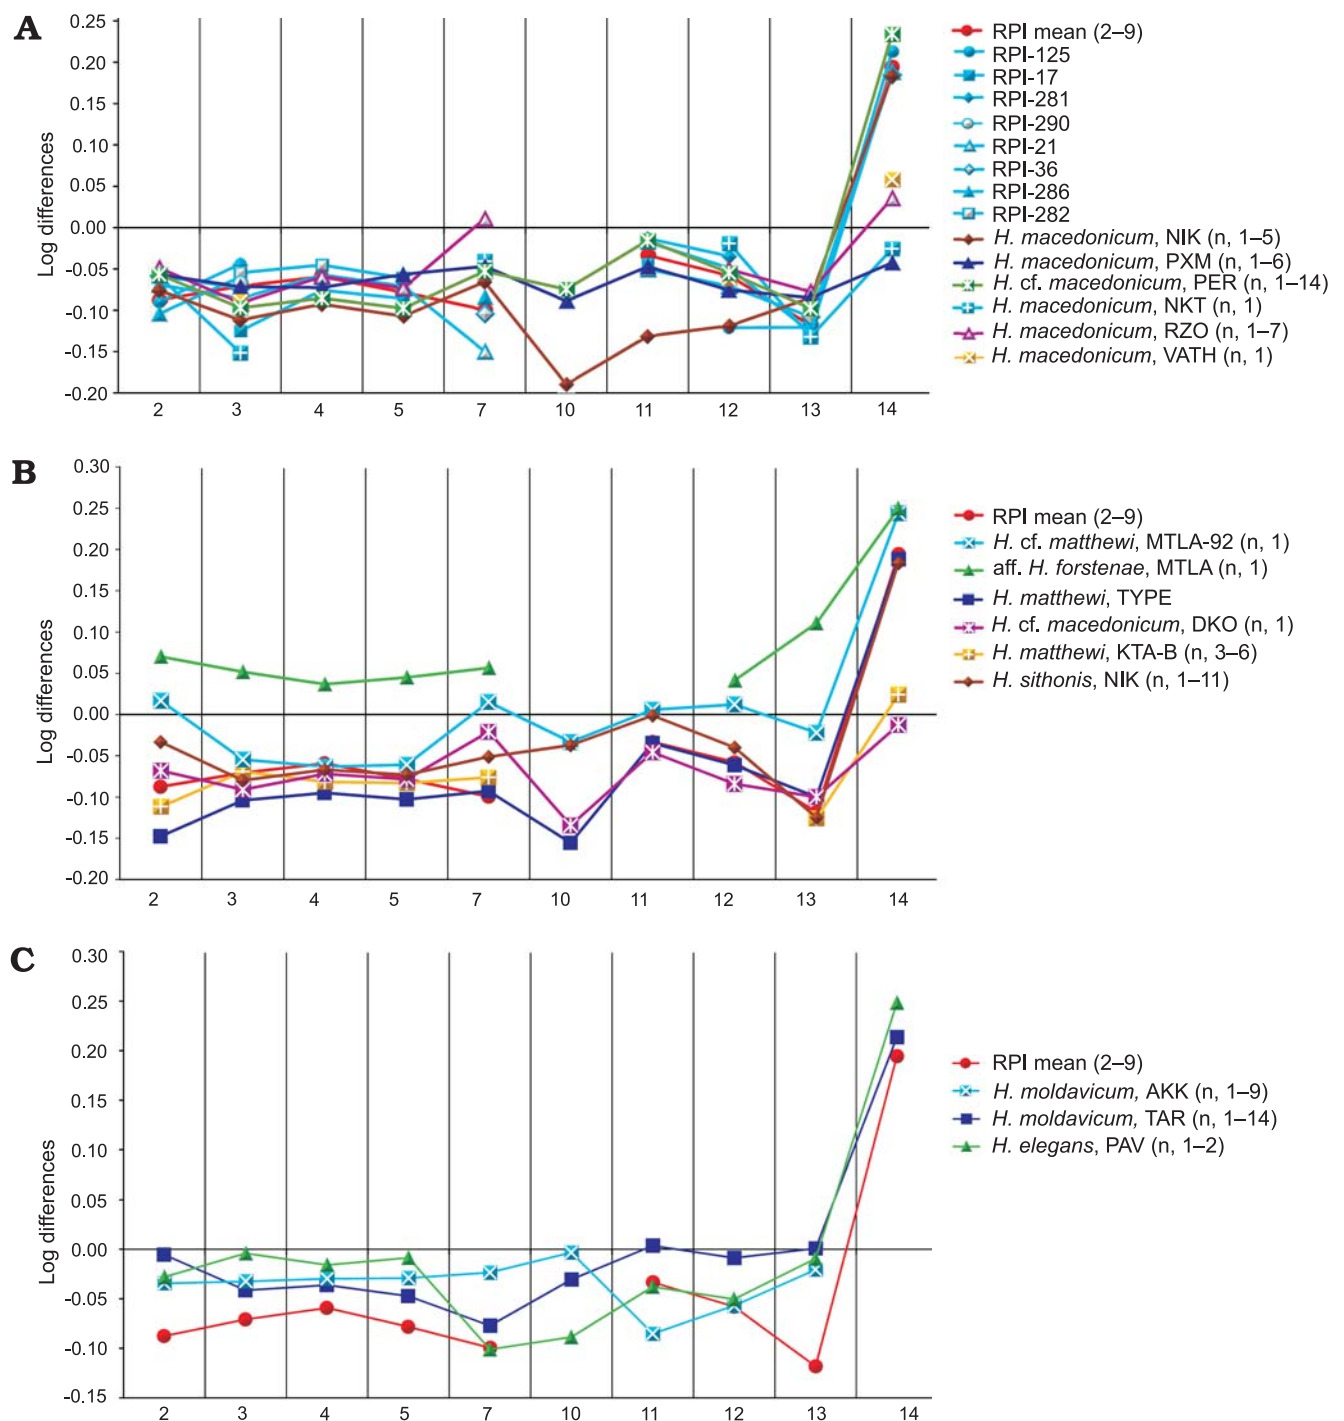 A
0.25
0.20
0.15
0.10
0.05
0.00
-0.05
-0.10
-0.15
-0.20
Log differences
2 3 4 5 7 10 11 12 13 14
RPI mean (2–9)
RPI-125
RPI-17
RPI-281
RPI-290
RPI-21
RPI-36
RPI-286
RPI-282
H. macedonicum, NIK (n, 1–5)
H. macedonicum, PXM (n, 1–6)
H. cf. macedonicum, PER (n, 1–14)
H. macedonicum, NKT (n, 1)
H. macedonicum, RZO (n, 1–7)
H. macedonicum, VATH (n, 1)
B
0.30
0.25
0.20
0.15
0.10
0.05
0.00
-0.05
-0.10
-0.15
-0.20
Log differences
2 3 4 5 7 10 11 12 13 14
RPI mean (2–9)
H. cf. matthewi, MTLA-92 (n, 1)
aff. H. forstenae, MTLA (n, 1)
H. matthewi, TYPE
H. cf. macedonicum, DKO (n, 1)
H. matthewi, KTA-B (n, 3–6)
H. sithonis, NIK (n, 1–11)
C
0.30
0.25
0.20
0.15
0.10
0.05
0.00
-0.05
-0.10
-0.15
Log differences
2 3 4 5 7 10 11 12 13 14
RPI mean (2–9)
H. moldavicum, AKK (n, 1–9)
H. moldavicum, TAR (n, 1–14)
H. elegans, PAV (n, 1–2)